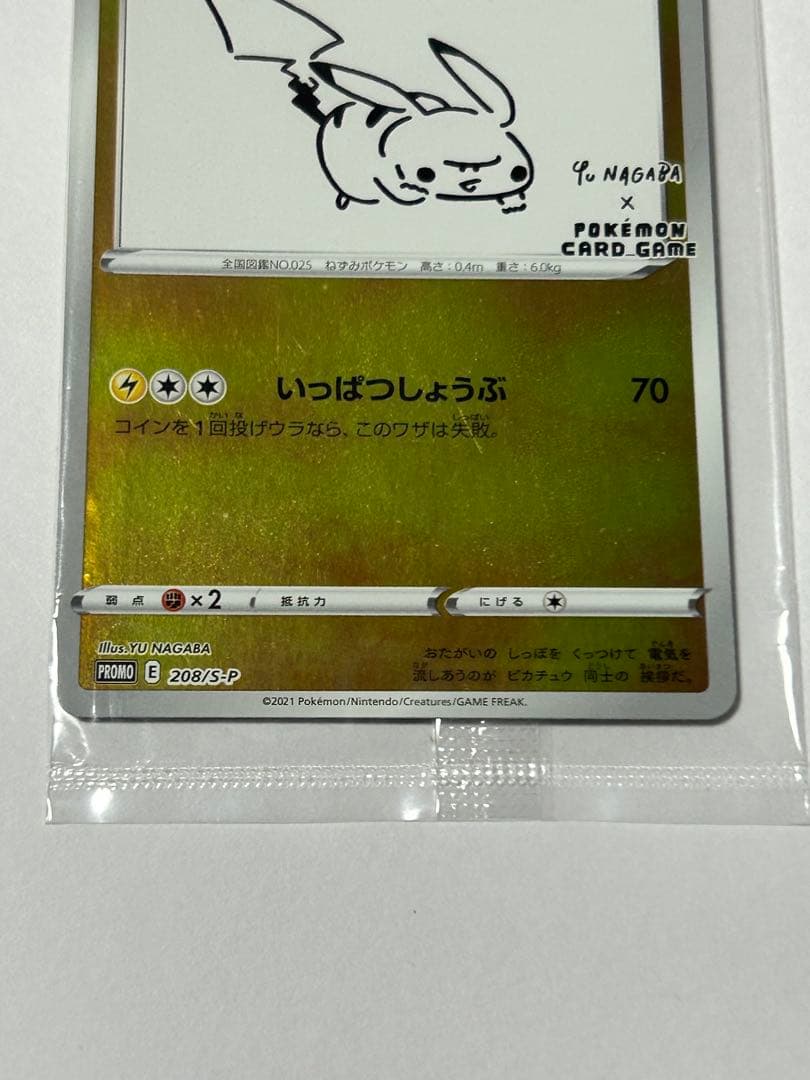 Yu NAGABA
×
POKÉMON
CARD GAME
全国図鑑NO.025 ねずみポケモン 高さ:0.4m 重さ:6.0kg
いっぱつしょうぶ 70
コインを1回投げウラなら、このワザは失敗。
弱点 ×2 抵抗力 にげる
Illus.YU NAGABA
PROMO E 208/S-P
おたがいの しっぽを くっつけて 電気を
流しあうのが ピカチュウ 同士の 挨拶だ。
©2021 Pokémon/Nintendo/Creatures/GAME FREAK.